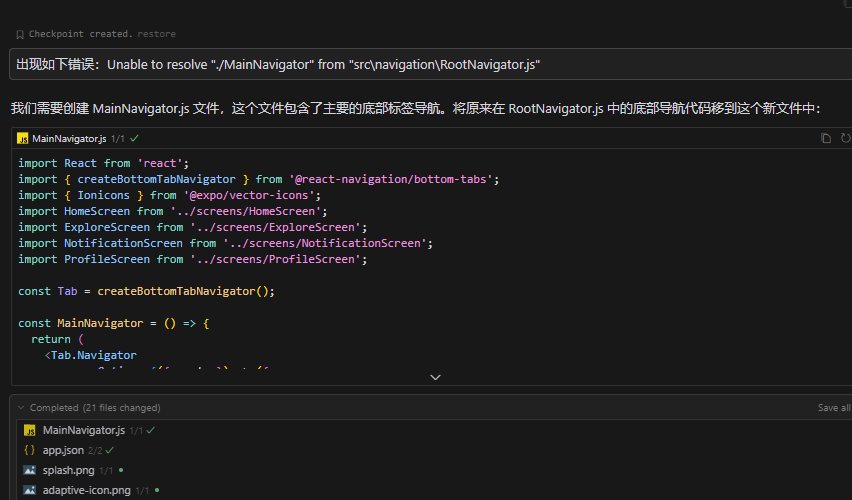 Checkpoint created. restore
出现如下错误：Unable to resolve "./MainNavigator" from "src\navigation\RootNavigator.js"
我们需要创建 MainNavigator.js 文件，这个文件包含了主要的底部标签导航。将原来在 RootNavigator.js 中的底部导航代码移到这个新文件中：
JS MainNavigator.js 1/1
import React from 'react';
import { createBottomTabNavigator } from '@react-navigation/bottom-tabs';
import { Ionicons } from '@expo/vector-icons';
import HomeScreen from '../screens/HomeScreen';
import ExploreScreen from '../screens/ExploreScreen';
import NotificationScreen from '../screens/NotificationScreen';
import ProfileScreen from '../screens/ProfileScreen';
const Tab = createBottomTabNavigator();
const MainNavigator = () => {
return (
<Tab.Navigator
Completed (21 files changed) Save all
JS MainNavigator.js 1/1
{} app.json 2/2
splash.png 1/1
adaptive-icon.png 1/1